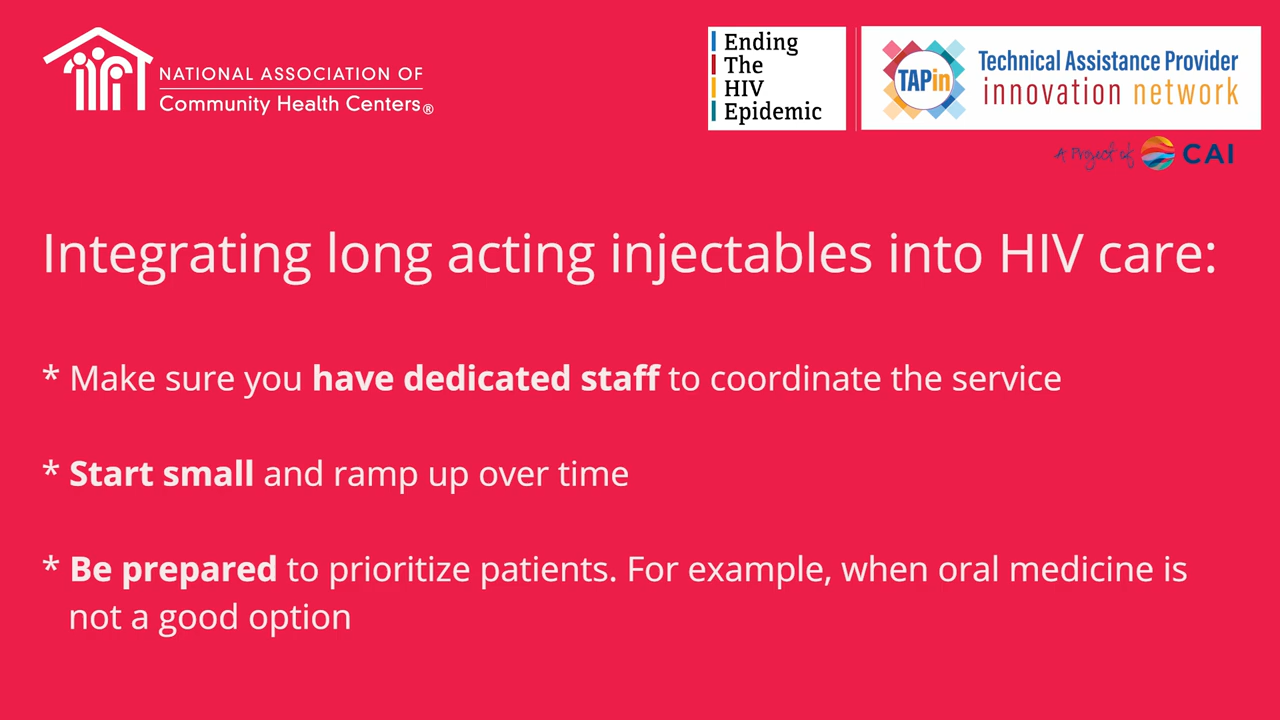 NATIONAL ASSOCIATION OF
Community Health Centers®
Ending
The
HIV
Epidemic
TAPin
Technical Assistance Provider
innovation network
A Project of CAI
Integrating long acting injectables into HIV care:
* Make sure you have dedicated staff to coordinate the service
* Start small and ramp up over time
* Be prepared to prioritize patients. For example, when oral medicine is
not a good option